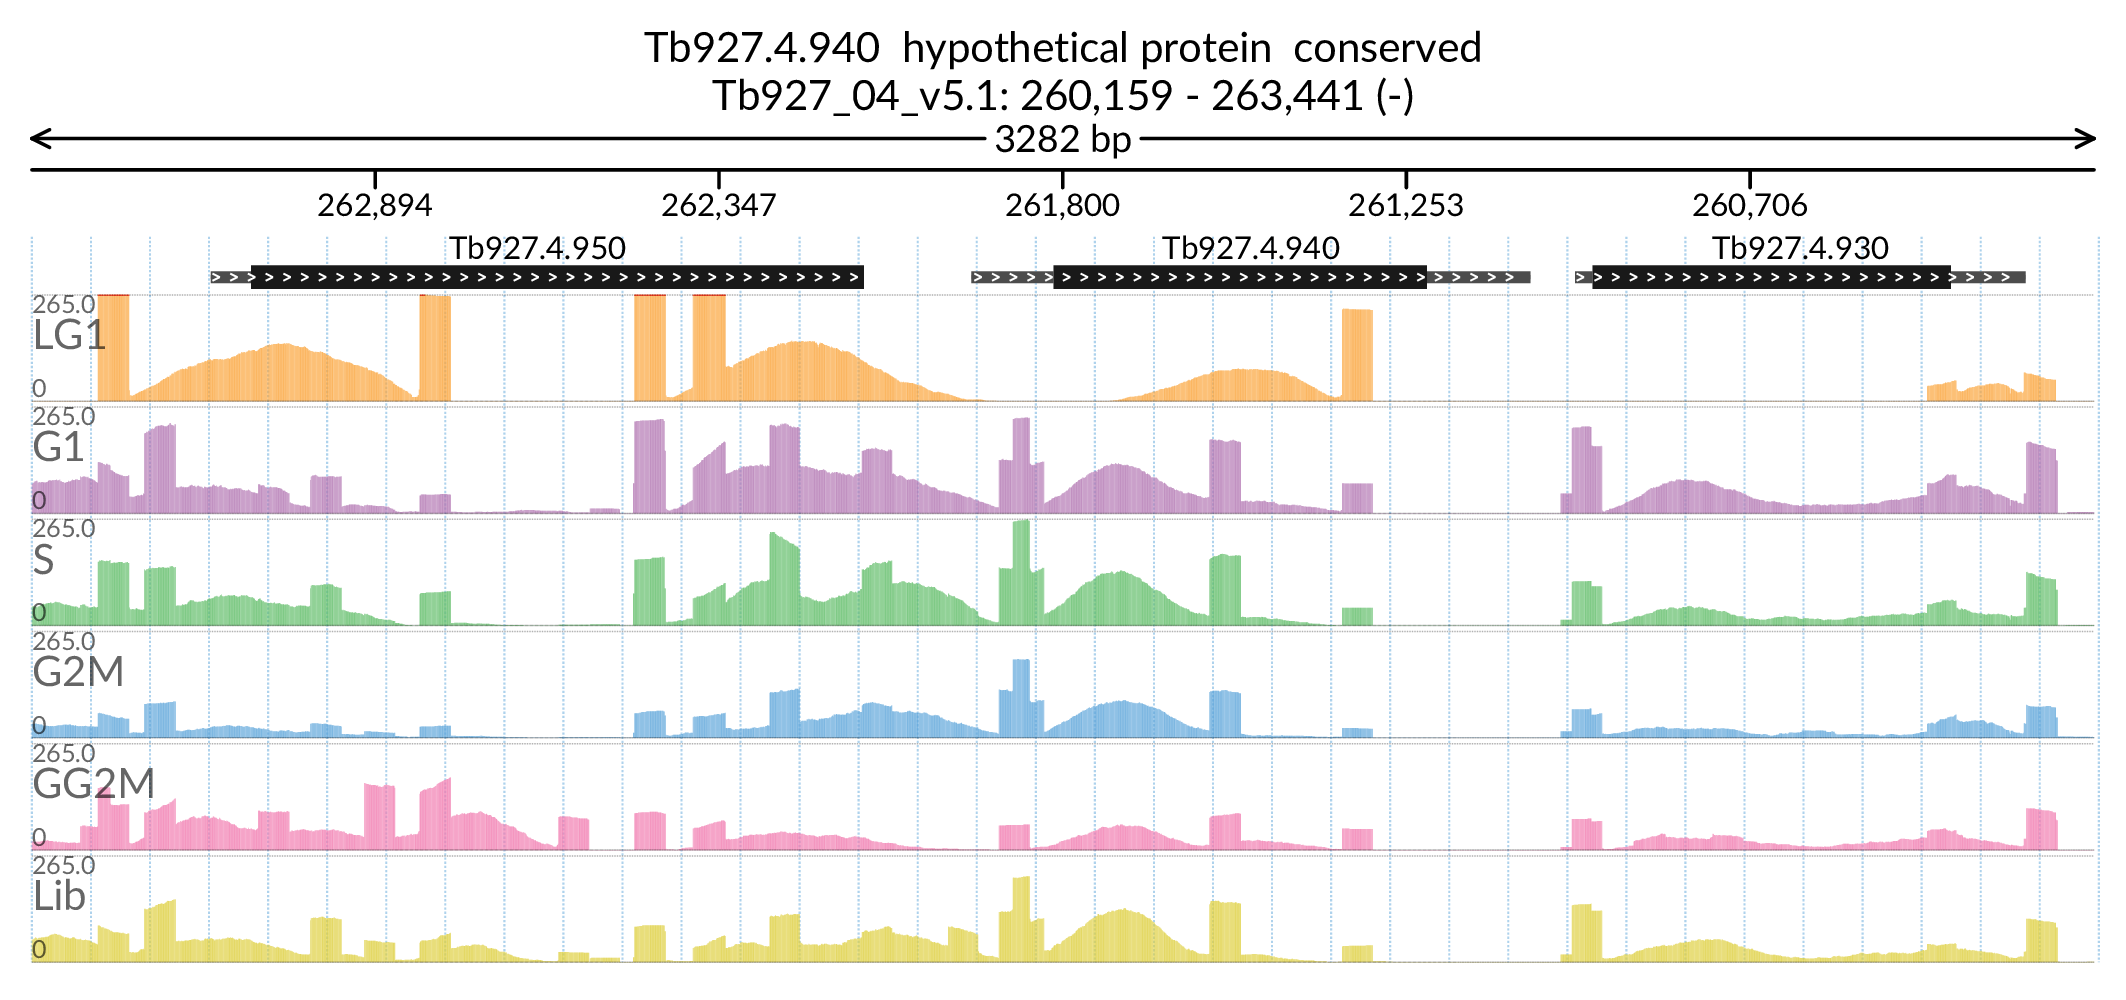 Tb927.4.940  hypothetical protein  conserved
Tb927_04_v5.1: 260,159 - 263,441 (-)
3282 bp
262,894 262,347 261,800 261,253 260,706
Tb927.4.950 Tb927.4.940 Tb927.4.930
265.0
LG1
0
265.0
G1
0
265.0
S
0
265.0
G2M
0
265.0
GG2M
0
265.0
Lib
0